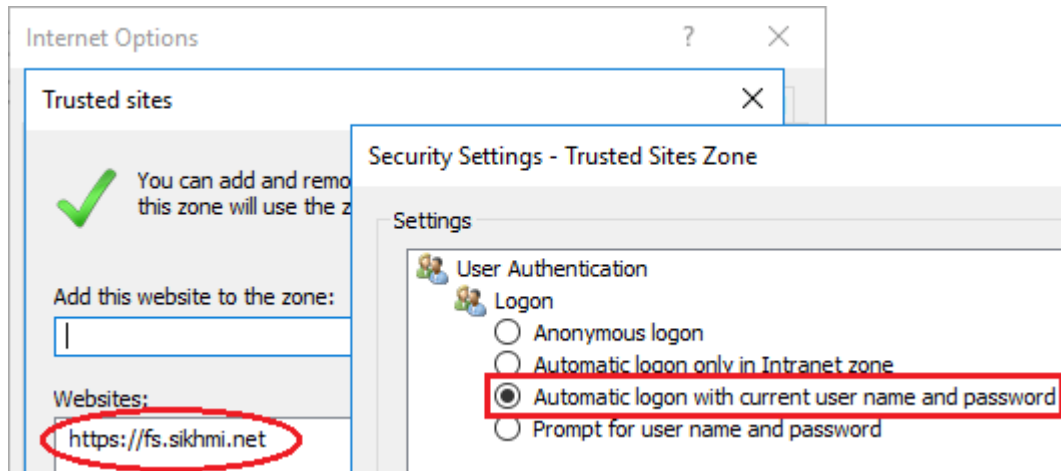 Internet Options
?
Trusted sites
You can add and remo
this zone will use the z
Add this website to the zone:
Websites:
https://fs.sikhmi.net
Security Settings - Trusted Sites Zone
Settings
User Authentication
Logon
Anonymous logon
Automatic logon only in Intranet zone
Automatic logon with current user name and password
Prompt for user name and password